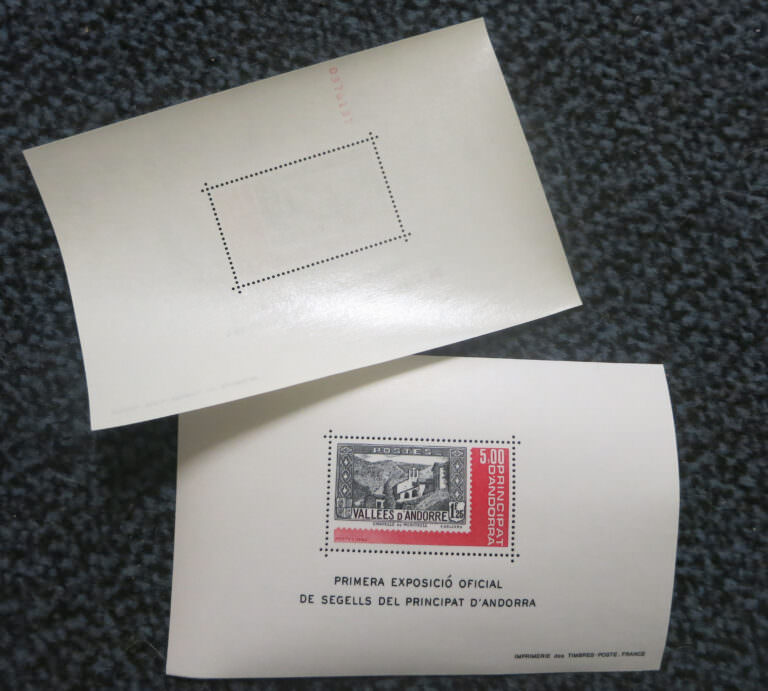 POSTES
VALLÉES D'ANDORRE
1F25
5,00
PRINCIPAT
D'ANDORRA
PRIMERA EXPOSICIÓ OFICIAL
DE SEGELLS DEL PRINCIPAT D'ANDORRA
IMPRIMERIE des TIMBRES-POSTE. FRANCE